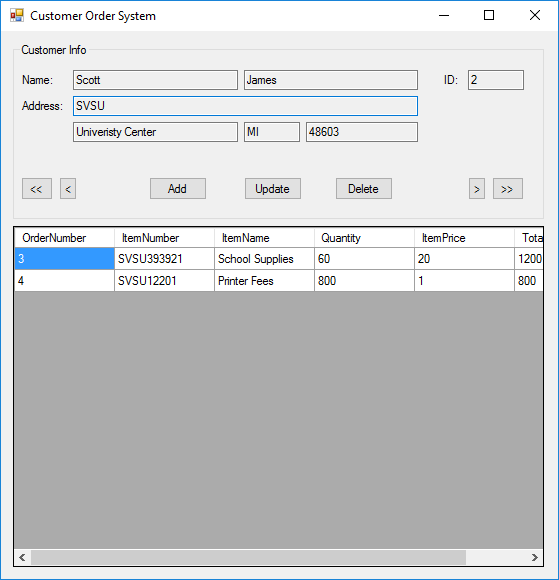 Customer Order System
Customer Info
Name: Scott James ID: 2
Address: SVSU
Univeristy Center MI 48603
<< < Add Update Delete > >>
OrderNumber ItemNumber ItemName Quantity ItemPrice Tota
3 SVSU393921 School Supplies 60 20 1200
4 SVSU12201 Printer Fees 800 1 800